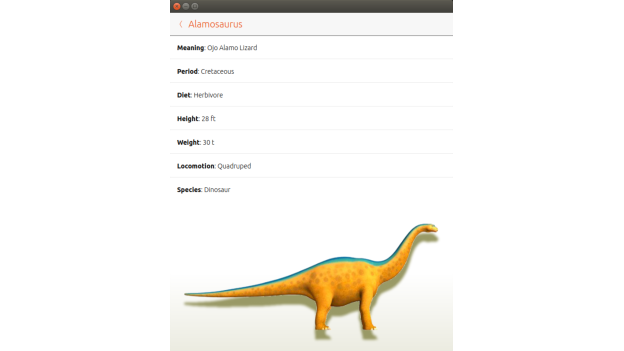 Alamosaurus
Meaning: Ojo Alamo Lizard
Period: Cretaceous
Diet: Herbivore
Height: 28 ft
Weight: 30 t
Locomotion: Quadruped
Species: Dinosaur